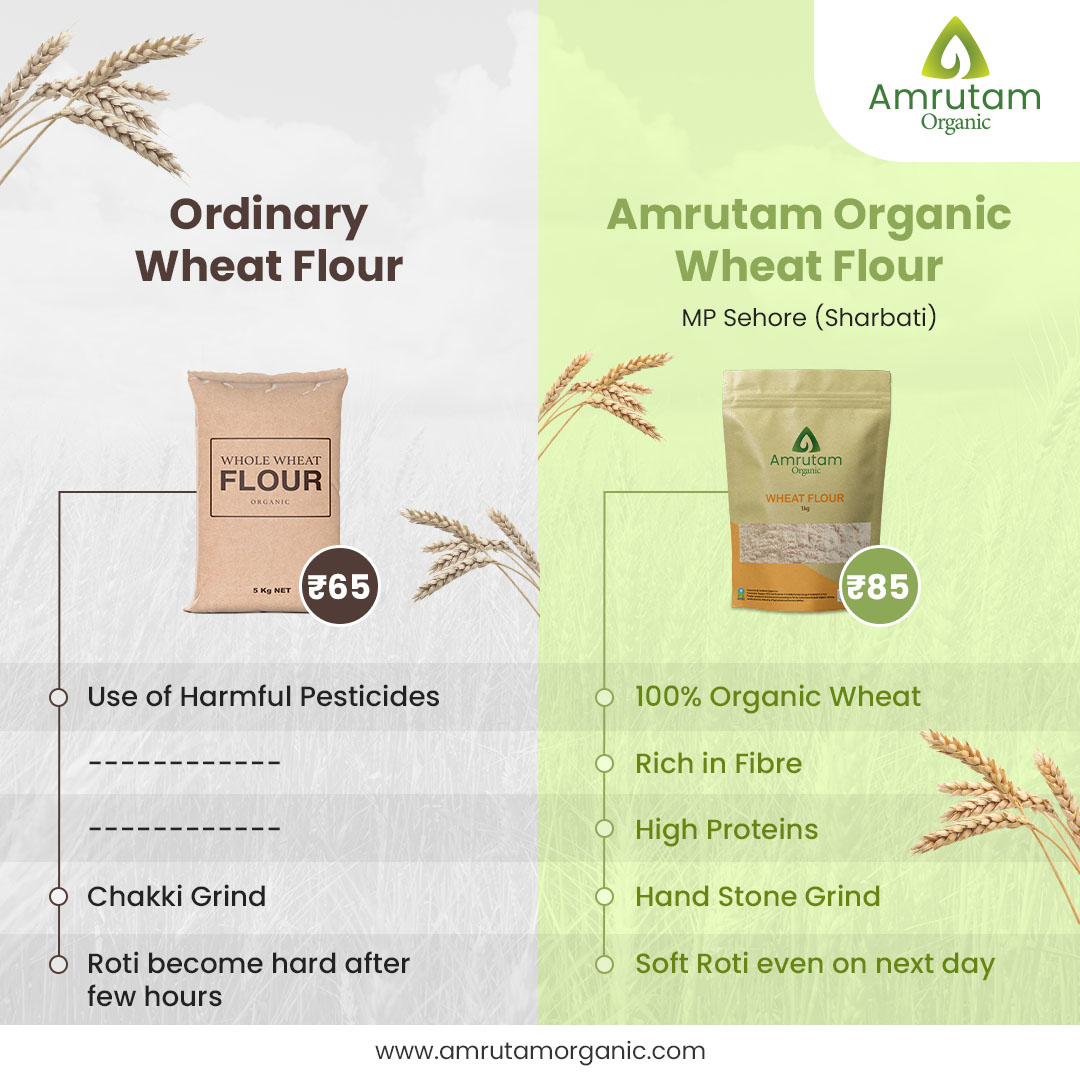 Amrutam
Organic
Ordinary
Wheat Flour
WHOLE WHEAT
FLOUR
ORGANIC
5 Kg NET
₹65
Use of Harmful Pesticides
------------
------------
Chakki Grind
Roti become hard after
few hours
Amrutam Organic
Wheat Flour
MP Sehore (Sharbati)
Amrutam
Organic
WHEAT FLOUR
1kg
₹85
100% Organic Wheat
Rich in Fibre
High Proteins
Hand Stone Grind
Soft Roti even on next day
www.amrutamorganic.com